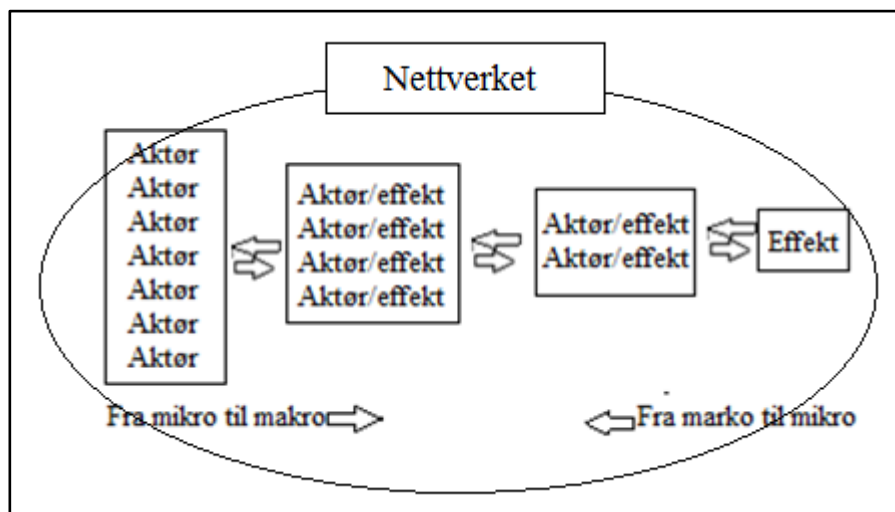 Nettverket
Aktør
Aktør
Aktør
Aktør
Aktør
Aktør
Aktør
Aktør/effekt
Aktør/effekt
Aktør/effekt
Aktør/effekt
Aktør/effekt
Aktør/effekt
Effekt
Fra mikro til makro
Fra marko til mikro